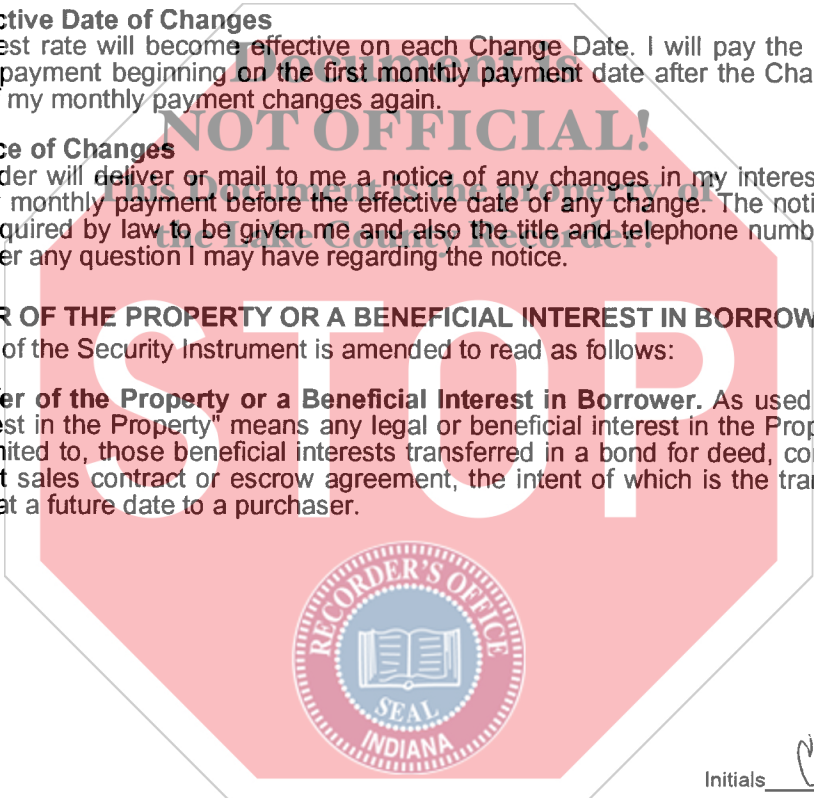 ctive Date of Changes
est rate will become effective on each Change Date. I will pay the
payment beginning on the first monthly payment date after the Cha
my monthly payment changes again.
Document is
NOT OFFICIAL!
This Document is the property of
the Lake County Recorder!
ce of Changes
der will deliver or mail to me a notice of any changes in my interes
monthly payment before the effective date of any change. The noti
quired by law to be given me and also the title and telephone numb
er any question I may have regarding the notice.
R OF THE PROPERTY OR A BENEFICIAL INTEREST IN BORROW
of the Security Instrument is amended to read as follows:
er of the Property or a Beneficial Interest in Borrower. As used
est in the Property" means any legal or beneficial interest in the Prop
nited to, those beneficial interests transferred in a bond for deed, co
t sales contract or escrow agreement, the intent of which is the tra
at a future date to a purchaser.
STOP
RECORDER'S OFFICE
SEAL
INDIANA
Initials